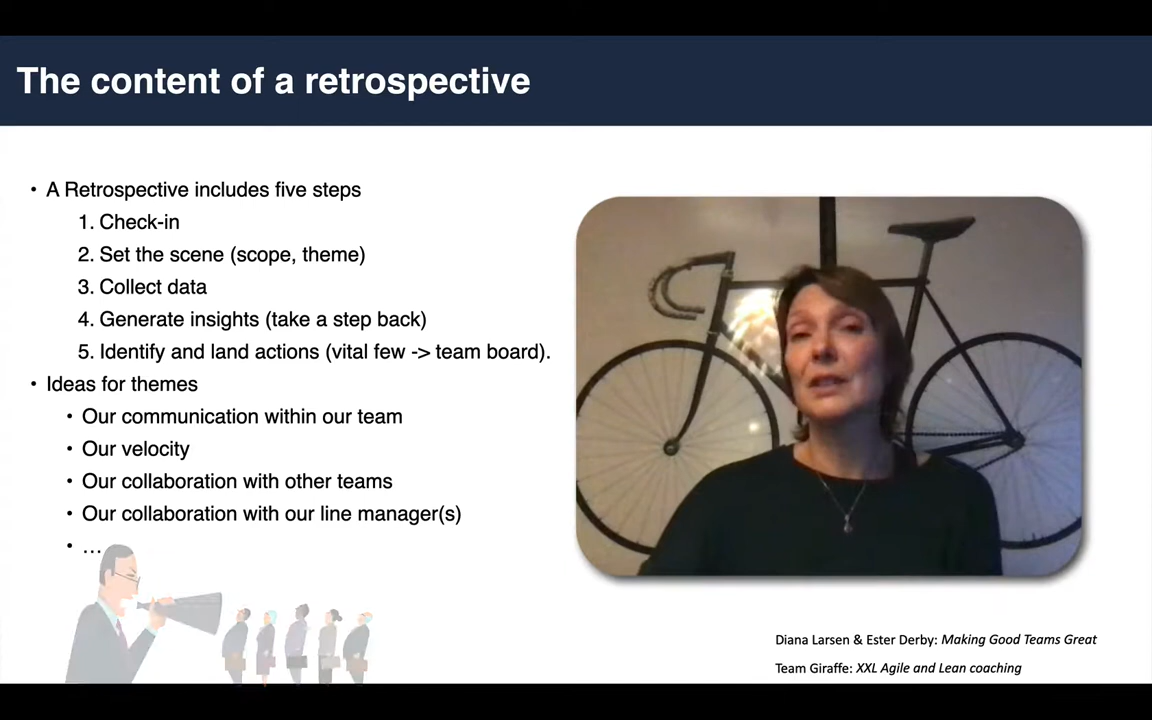 The content of a retrospective
• A Retrospective includes five steps
1. Check-in
2. Set the scene (scope, theme)
3. Collect data
4. Generate insights (take a step back)
5. Identify and land actions (vital few -> team board).
• Ideas for themes
• Our communication within our team
• Our velocity
• Our collaboration with other teams
• Our collaboration with our line manager(s)
• …
Diana Larsen & Ester Derby: Making Good Teams Great
Team Giraffe: XXL Agile and Lean coaching